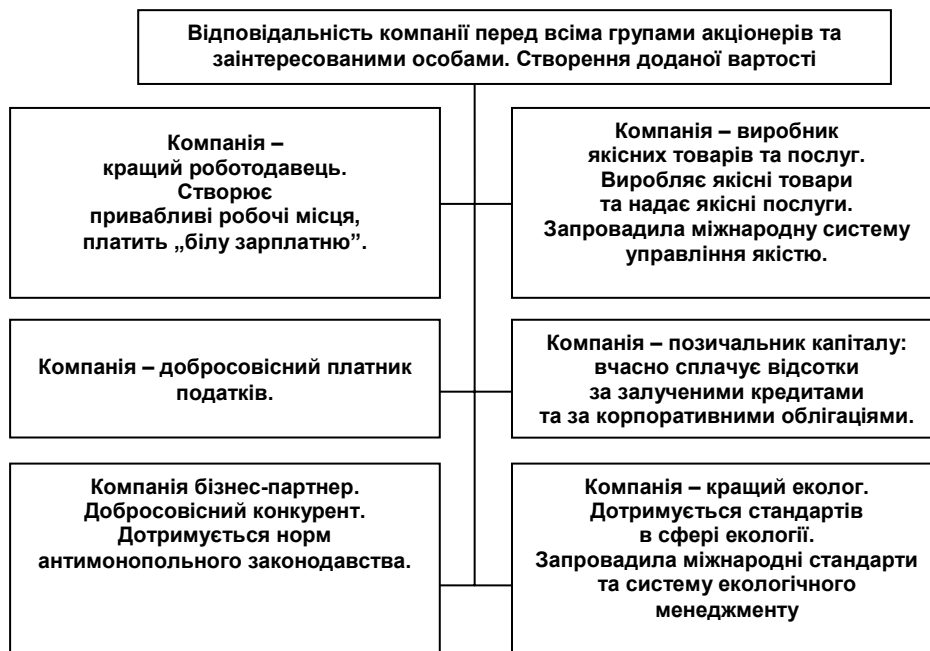 Відповідальність компанії перед всіма групами акціонерів та
заінтересованими особами. Створення доданої вартості
Компанія –
кращий роботодавець.
Створює
привабливі робочі місця,
платить „білу зарплатню”.
Компанія – виробник
якісних товарів та послуг.
Виробляє якісні товари
та надає якісні послуги.
Запровадила міжнародну систему
управління якістю.
Компанія – добросовісний платник
податків.
Компанія – позичальник капіталу:
вчасно сплачує відсотки
за залученими кредитами
та за корпоративними облігаціями.
Компанія бізнес-партнер.
Добросовісний конкурент.
Дотримується норм
антимонопольного законодавства.
Компанія – кращий еколог.
Дотримується стандартів
в сфері екології.
Запровадила міжнародні стандарти
та систему екологічного
менеджменту